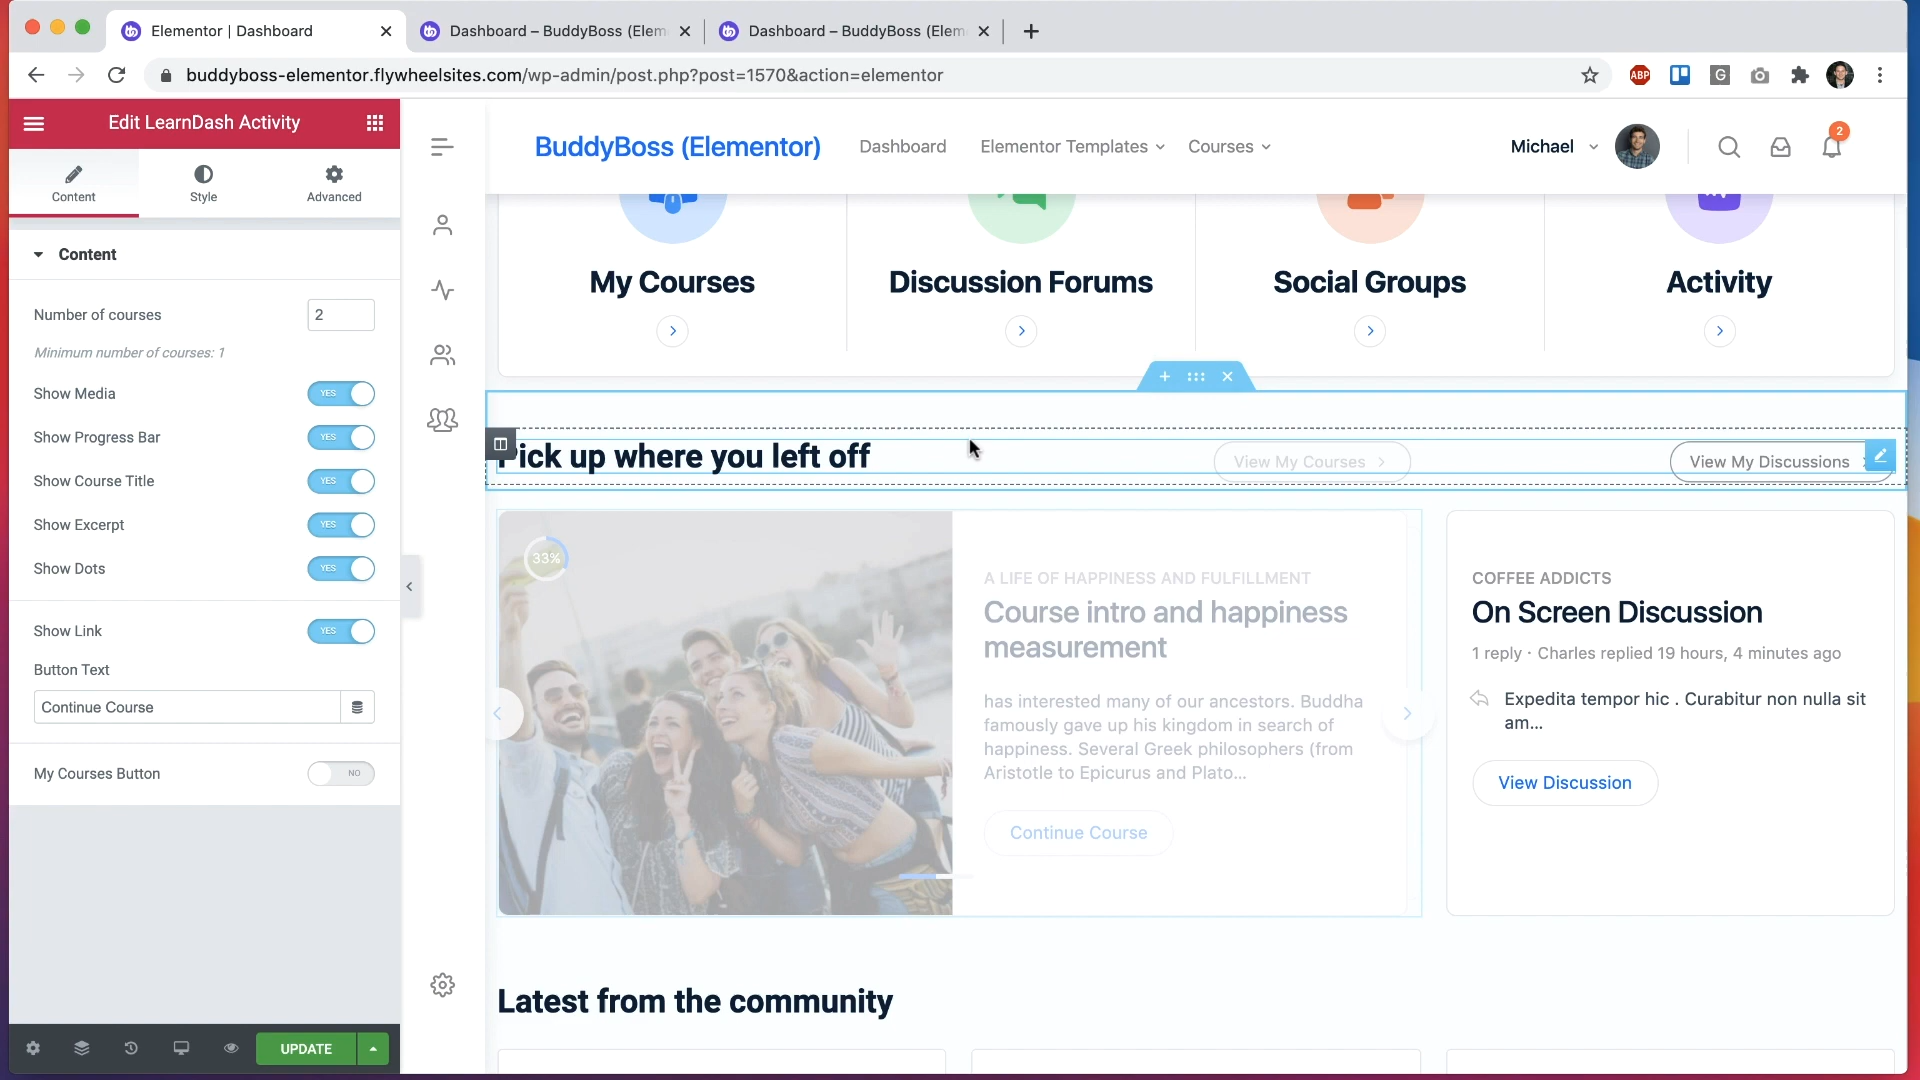 Elementor | Dashboard
Dashboard – BuddyBoss (Elem
Dashboard – BuddyBoss (Elem
buddyboss-elementor.flywheelsites.com/wp-admin/post.php?post=1570&action=elementor
ABP
G
Edit LearnDash Activity
Content
Style
Advanced
Content
Number of courses
2
Minimum number of courses: 1
Show Media
YES
Show Progress Bar
YES
Show Course Title
YES
Show Excerpt
YES
Show Dots
YES
Show Link
YES
Button Text
Continue Course
My Courses Button
NO
UPDATE
BuddyBoss (Elementor)
Dashboard
Elementor Templates
Courses
Michael
2
My Courses
Discussion Forums
Social Groups
Activity
Pick up where you left off
View My Courses
View My Discussions
33%
A LIFE OF HAPPINESS AND FULFILLMENT
Course intro and happiness
measurement
has interested many of our ancestors. Buddha
famously gave up his kingdom in search of
happiness. Several Greek philosophers (from
Aristotle to Epicurus and Plato...
Continue Course
COFFEE ADDICTS
On Screen Discussion
1 reply · Charles replied 19 hours, 4 minutes ago
Expedita tempor hic . Curabitur non nulla sit
am...
View Discussion
Latest from the community